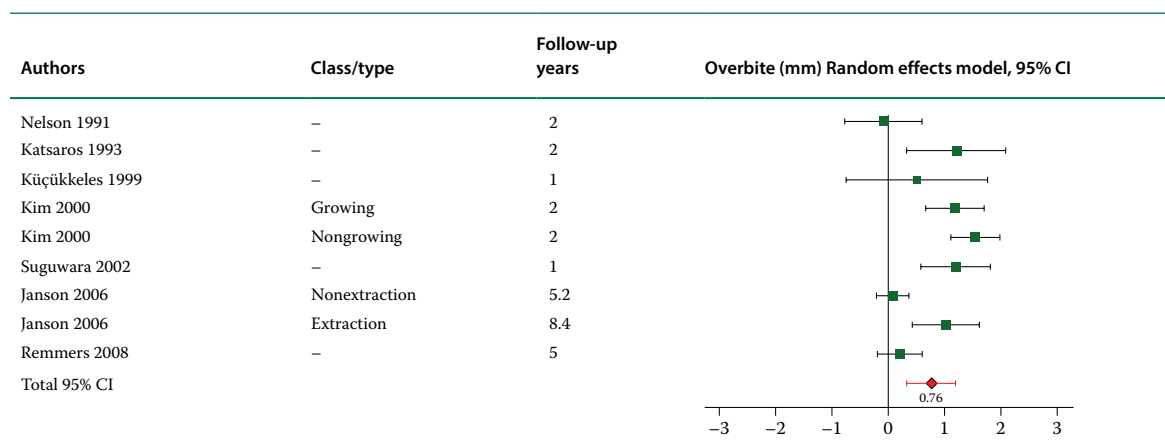 Follow-up
Authors Class/type years Overbite (mm) Random effects model, 95% CI
Nelson 1991 – 2
Katsaros 1993 – 2
Küçükkeles 1999 – 1
Kim 2000 Growing 2
Kim 2000 Nongrowing 2
Suguwara 2002 – 1
Janson 2006 Nonextraction 5.2
Janson 2006 Extraction 8.4
Remmers 2008 – 5
Total 95% CI
0.76
−3 −2 −1 0 1 2 3